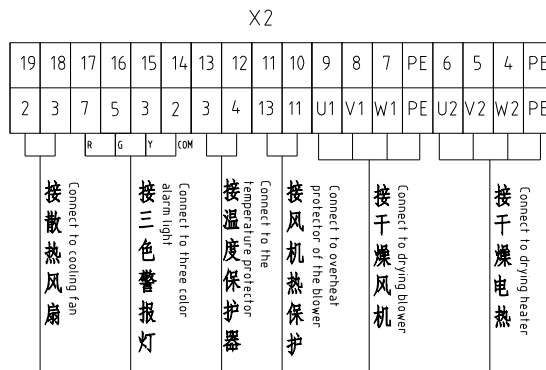 X2
19 18 17 16 15 14 13 12 11 10 9 8 7 PE 6 5 4 PE
2 3 7 5 3 2 3 4 13 11 U1 V1 W1 PE U2 V2 W2 PE
R G Y COM
接散热风扇
Connect to cooling fan
接三色警报灯
Connect to three color
alarm light
接温度保护器
Connect to the
temperature protector
接风机热保护
Connect to overheat
protector of the blower
接干燥风机
Connect to drying blower
接干燥电热
Connect to drying heater